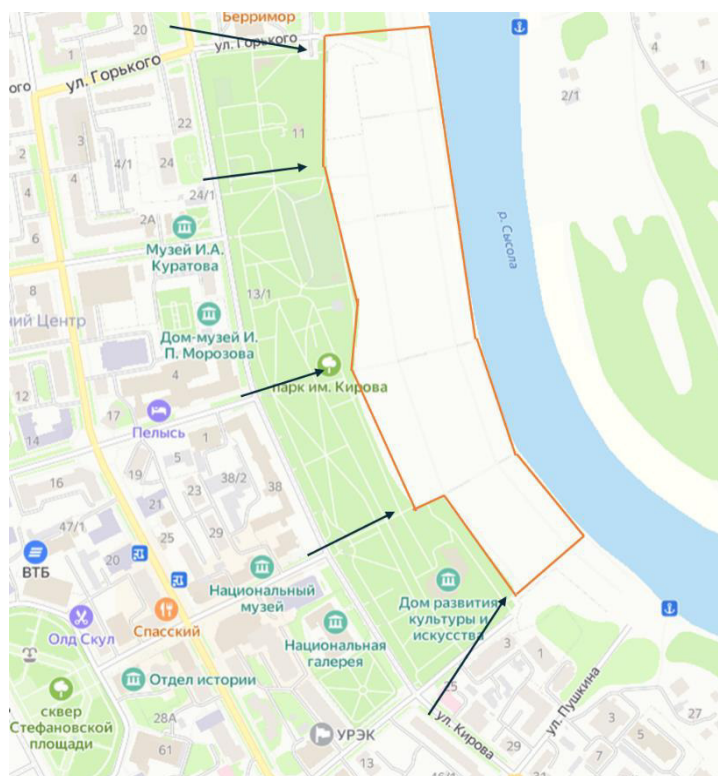 Берримор
20
ул. Горького
ул. Горького
ого
4
1
2/1
22
3
11
2
4/1
24
4
4
24/1
2А
6
Музей И.А.
Куратова
р. Сысола
8
13/1
ний Центр
Дом-музей И.
П. Морозова
4
парк им. Кирова
12
17
Пелысь
14
1
5
19
38/2
16
23
38
21
47/1
29
25
20
ВТБ
Национальный
музей
Дом развития
культуры и
искусства
Олд Скул
Спасский
Национальная
галерея
3
1
Отдел истории
25
сквер
Стефановской
площади
28А
УРЭК
ул. Кирова
ул. Пушкина
27
61
13
29
3
5
7